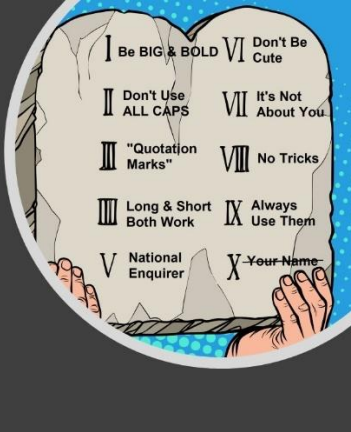 I Be BIG & BOLD
II Don't Use
ALL CAPS
III "Quotation
Marks"
IIII Long & Short
Both Work
V National
Enquirer
VI Don't Be
Cute
VII It's Not
About You
VIII No Tricks
IX Always
Use Them
X Your Name